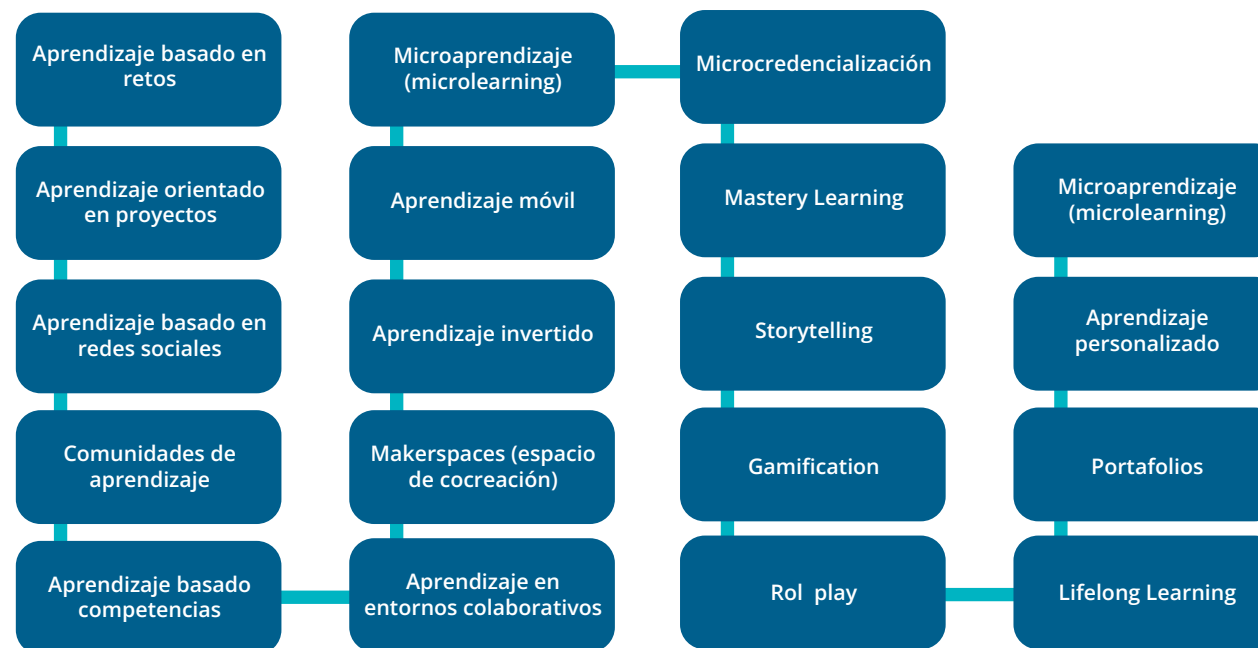 Aprendizaje basado en
retos
Aprendizaje orientado
en proyectos
Aprendizaje basado en
redes sociales
Comunidades de
aprendizaje
Aprendizaje basado
competencias
Aprendizaje en
entornos colaborativos
Makerspaces (espacio
de cocreación)
Aprendizaje invertido
Aprendizaje móvil
Microaprendizaje
(microlearning)
Microcredencialización
Mastery Learning
Storytelling
Gamification
Rol  play
Lifelong Learning
Portafolios
Aprendizaje
personalizado
Microaprendizaje
(microlearning)